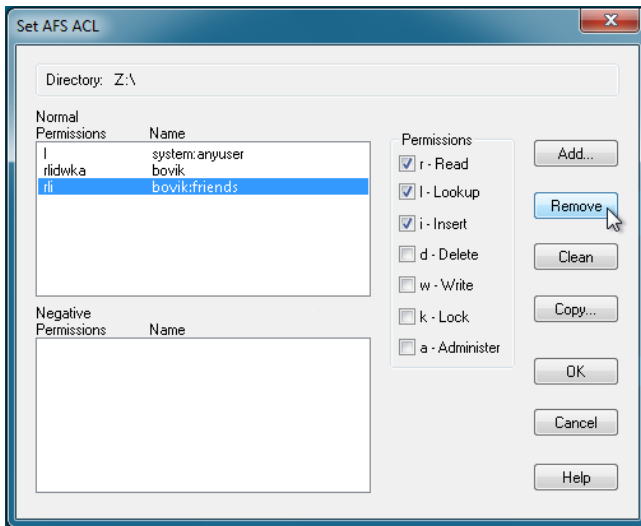 Set AFS ACL
Directory: Z:\
Normal
Permissions Name
l system:anyuser
rlidwka bovik
rli bovik:friends
Negative
Permissions Name
Permissions
r - Read
l - Lookup
i - Insert
d - Delete
w - Write
k - Lock
a - Administer
Add...
Remove
Clean
Copy...
OK
Cancel
Help